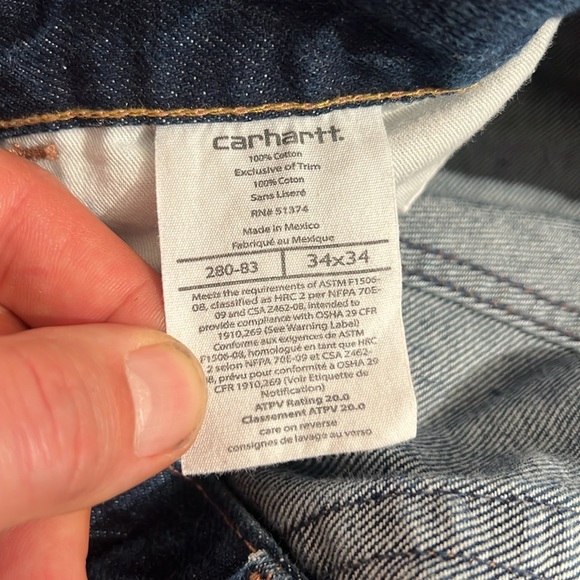 carhartt.
100% Cotton
Exclusive of Trim
100% Coton
Sans Liseré
RN# 51374
Made in Mexico
Fabriqué au Mexique
280-83 34x34
Meets the requirements of ASTM F1506-
08, classified as HRC 2 per NFPA 70E-
09 and CSA Z462-08, intended to
provide compliance with OSHA 29 CFR
1910,269 (See Warning Label)
Conforme aux exigences de ASTM
F1506-08, homologué en tant que HRC
2 selon NFPA 70E-09 et CSA Z462-
08, prévu pour conformité à OSHA 29
CFR 1910,269 (Voir Etiquette de
Notification)
ATPV Rating 20.0
Classement ATPV 20.0
care on reverse
consignes de lavage au verso